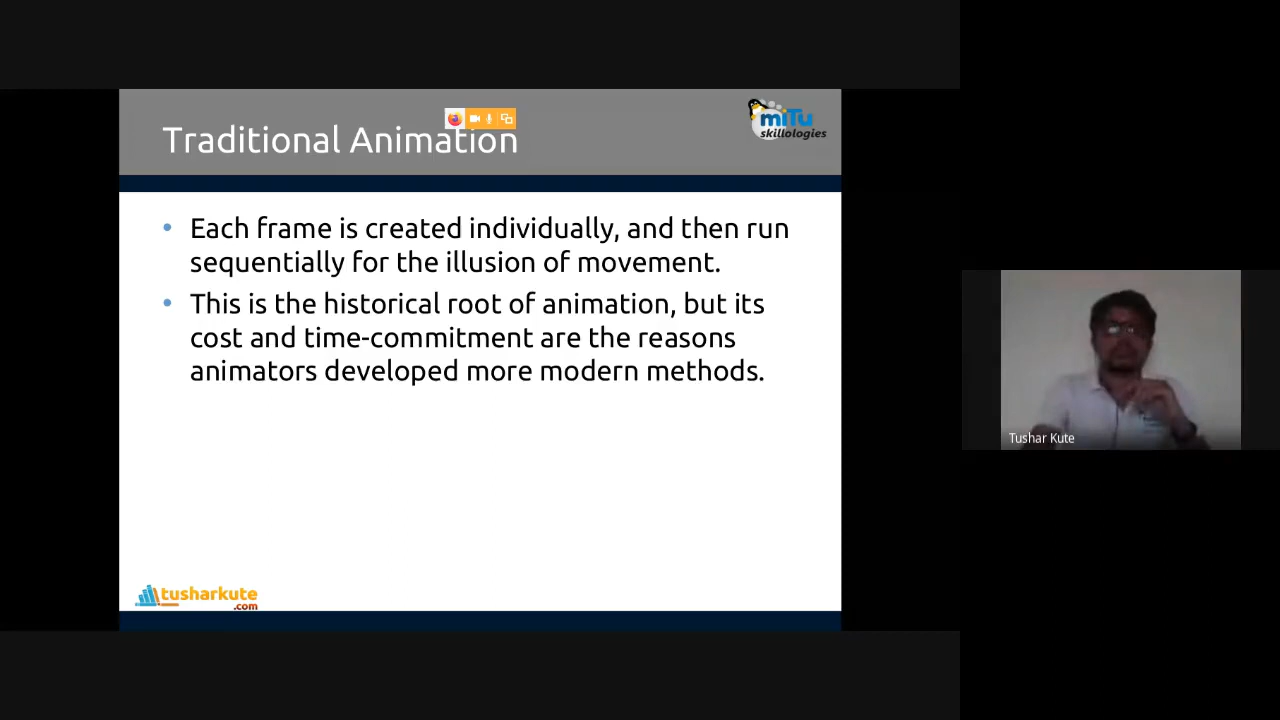 Traditional Animation
miTu
skillologies
Each frame is created individually, and then run
sequentially for the illusion of movement.
This is the historical root of animation, but its
cost and time-commitment are the reasons
animators developed more modern methods.
Tushar Kute
tusharkute
.com